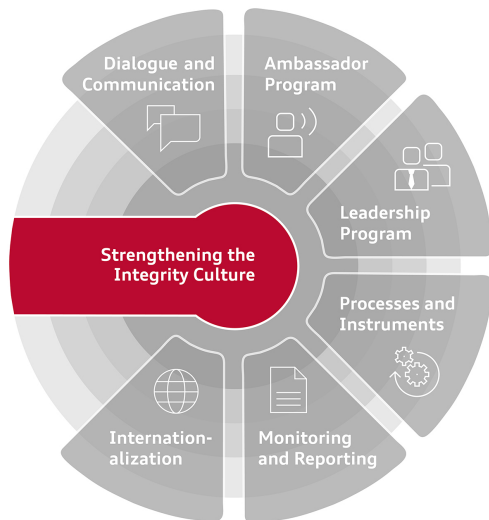 Dialogue and
Communication
Ambassador
Program
Leadership
Program
Strengthening the
Integrity Culture
Processes and
Instruments
Internation-
alization
Monitoring
and Reporting